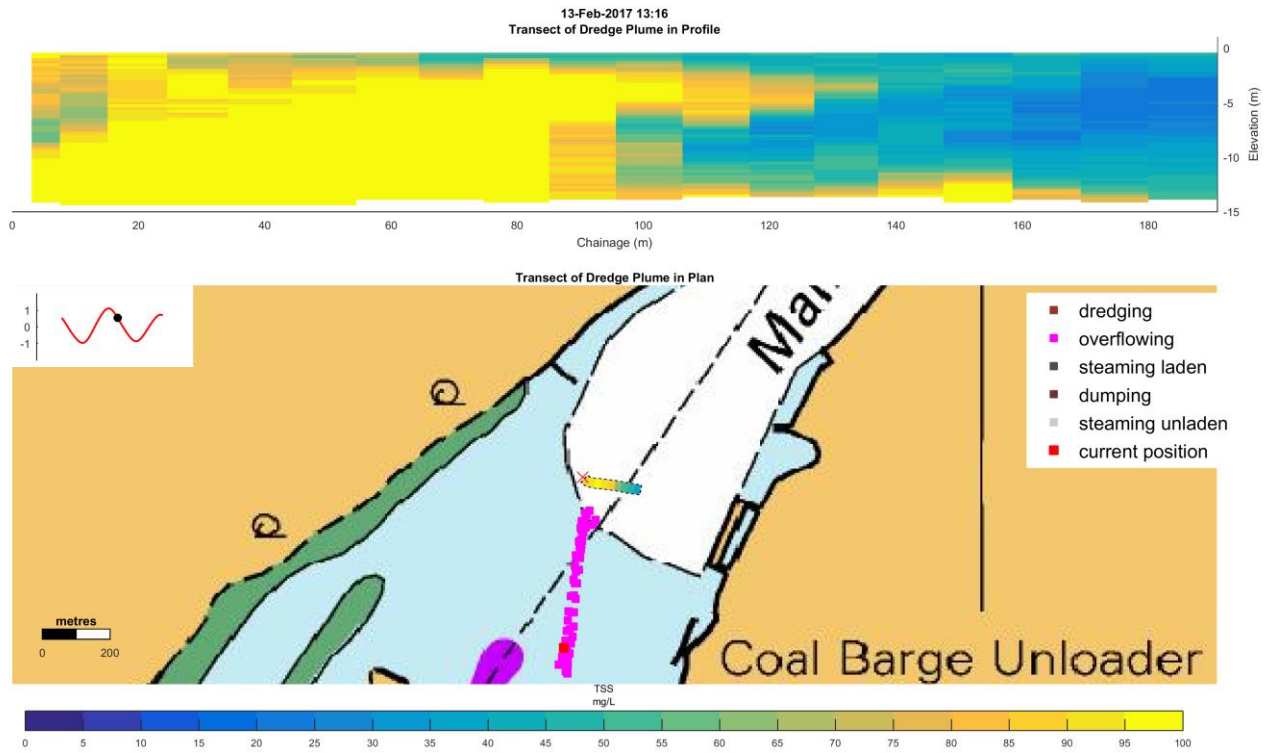 13-Feb-2017 13:16
Transect of Dredge Plume in Profile
0
-5
-10
-15
Elevation (m)
0 20 40 60 80 100 120 140 160 180
Chainage (m)
Transect of Dredge Plume in Plan
1
0
-1
dredging
overflowing
steaming laden
dumping
steaming unladen
current position
Mar
metres
0 200
Coal Barge Unloader
TSS
mg/L
0 5 10 15 20 25 30 35 40 45 50 55 60 65 70 75 80 85 90 95 100